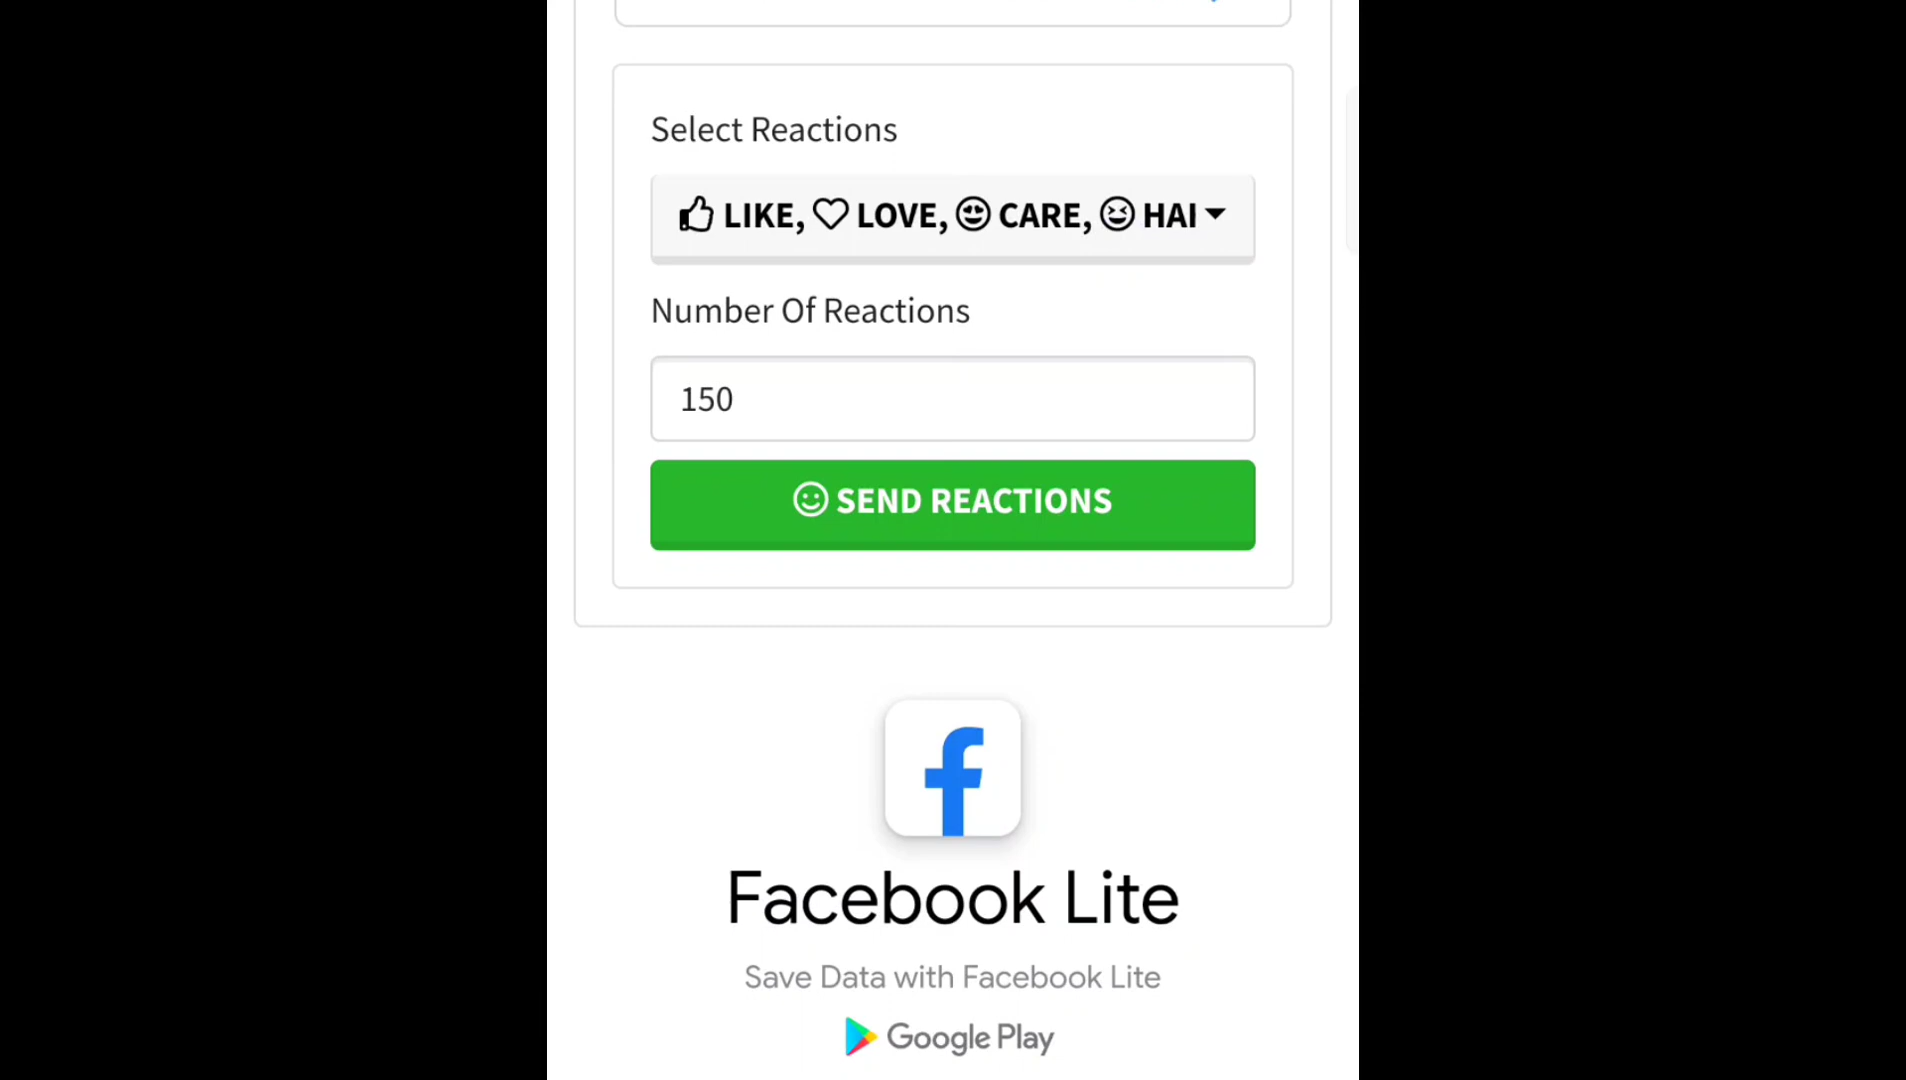 Select Reactions
LIKE, LOVE, CARE, HAI
Number Of Reactions
150
SEND REACTIONS
Facebook Lite
Save Data with Facebook Lite
Google Play